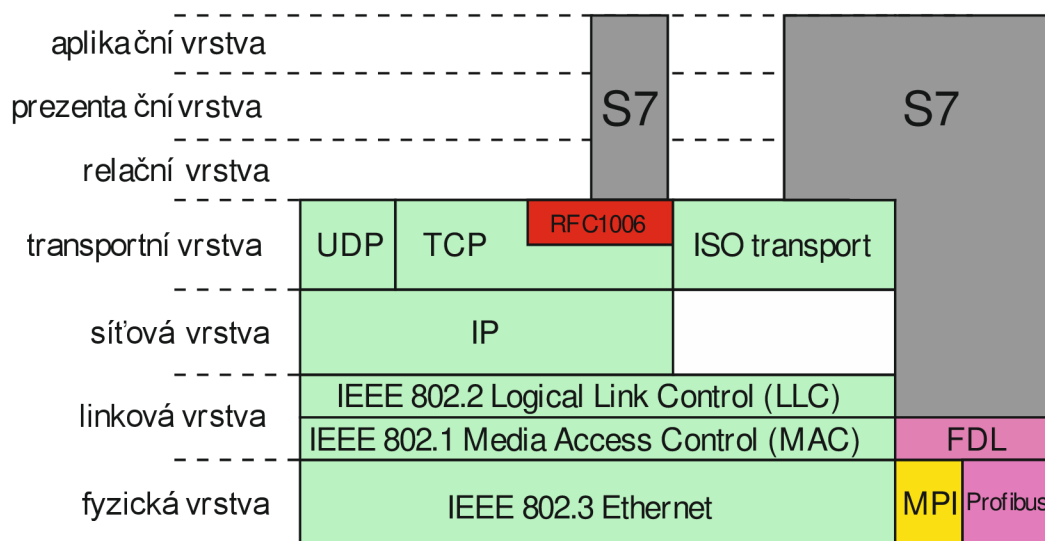 aplikační vrstva
prezenta ční vrstva
S7
S7
relační vrstva
transportní vrstva
UDP
TCP
RFC1006
ISO transport
síťová vrstva
IP
linková vrstva
IEEE 802.2 Logical Link Control (LLC)
IEEE 802.1 Media Access Control (MAC)
FDL
fyzická vrstva
IEEE 802.3 Ethernet
MPI
Profibus